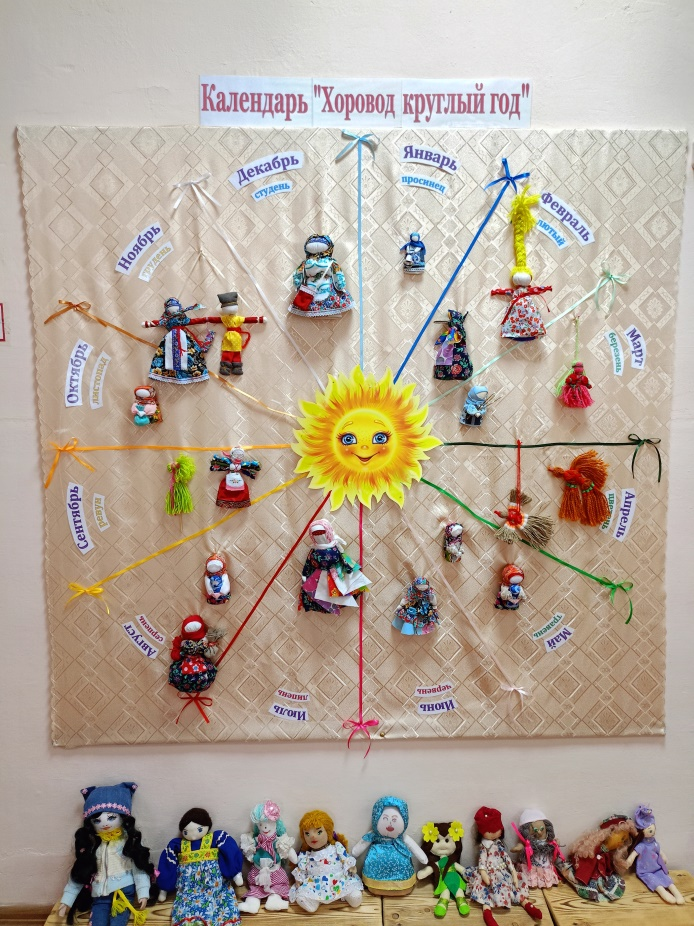 Календарь "Хоровод круглый год"
Январь
просинец
Февраль
лютый
Март
березень
Апрель
цветень
Май
травень
Июнь
червень
Июль
липень
Август
серпень
Сентябрь
ревун
Октябрь
листопад
Ноябрь
грудень
Декабрь
студень